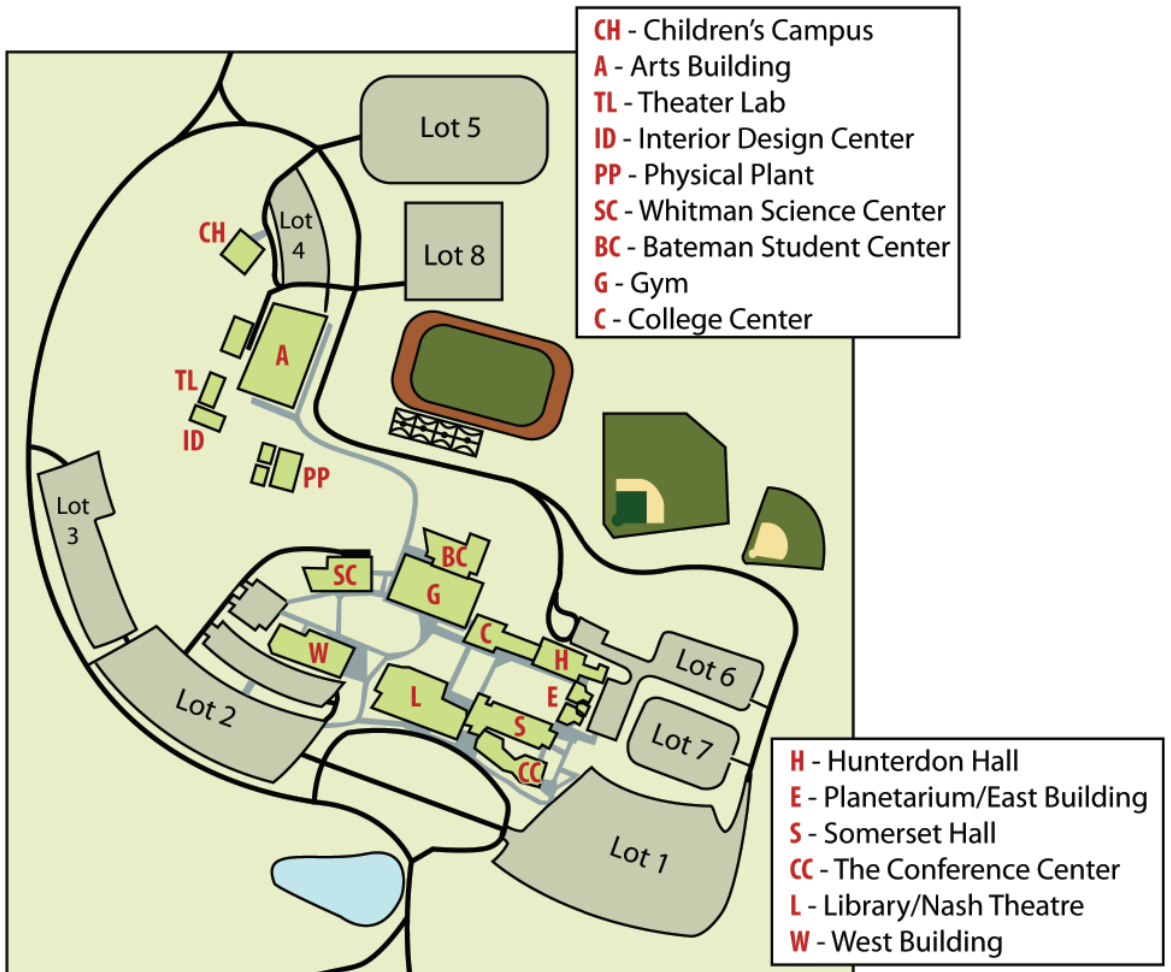 CH - Children's Campus
A - Arts Building
TL - Theater Lab
ID - Interior Design Center
PP - Physical Plant
SC - Whitman Science Center
BC - Bateman Student Center
G - Gym
C - College Center
Lot 5
Lot
4
CH
Lot 8
A
TL
ID
PP
Lot
3
BC
SC
G
C
W
H
Lot 6
E
L
Lot 2
S
Lot 7
CC
Lot 1
H - Hunterdon Hall
E - Planetarium/East Building
S - Somerset Hall
CC - The Conference Center
L - Library/Nash Theatre
W - West Building